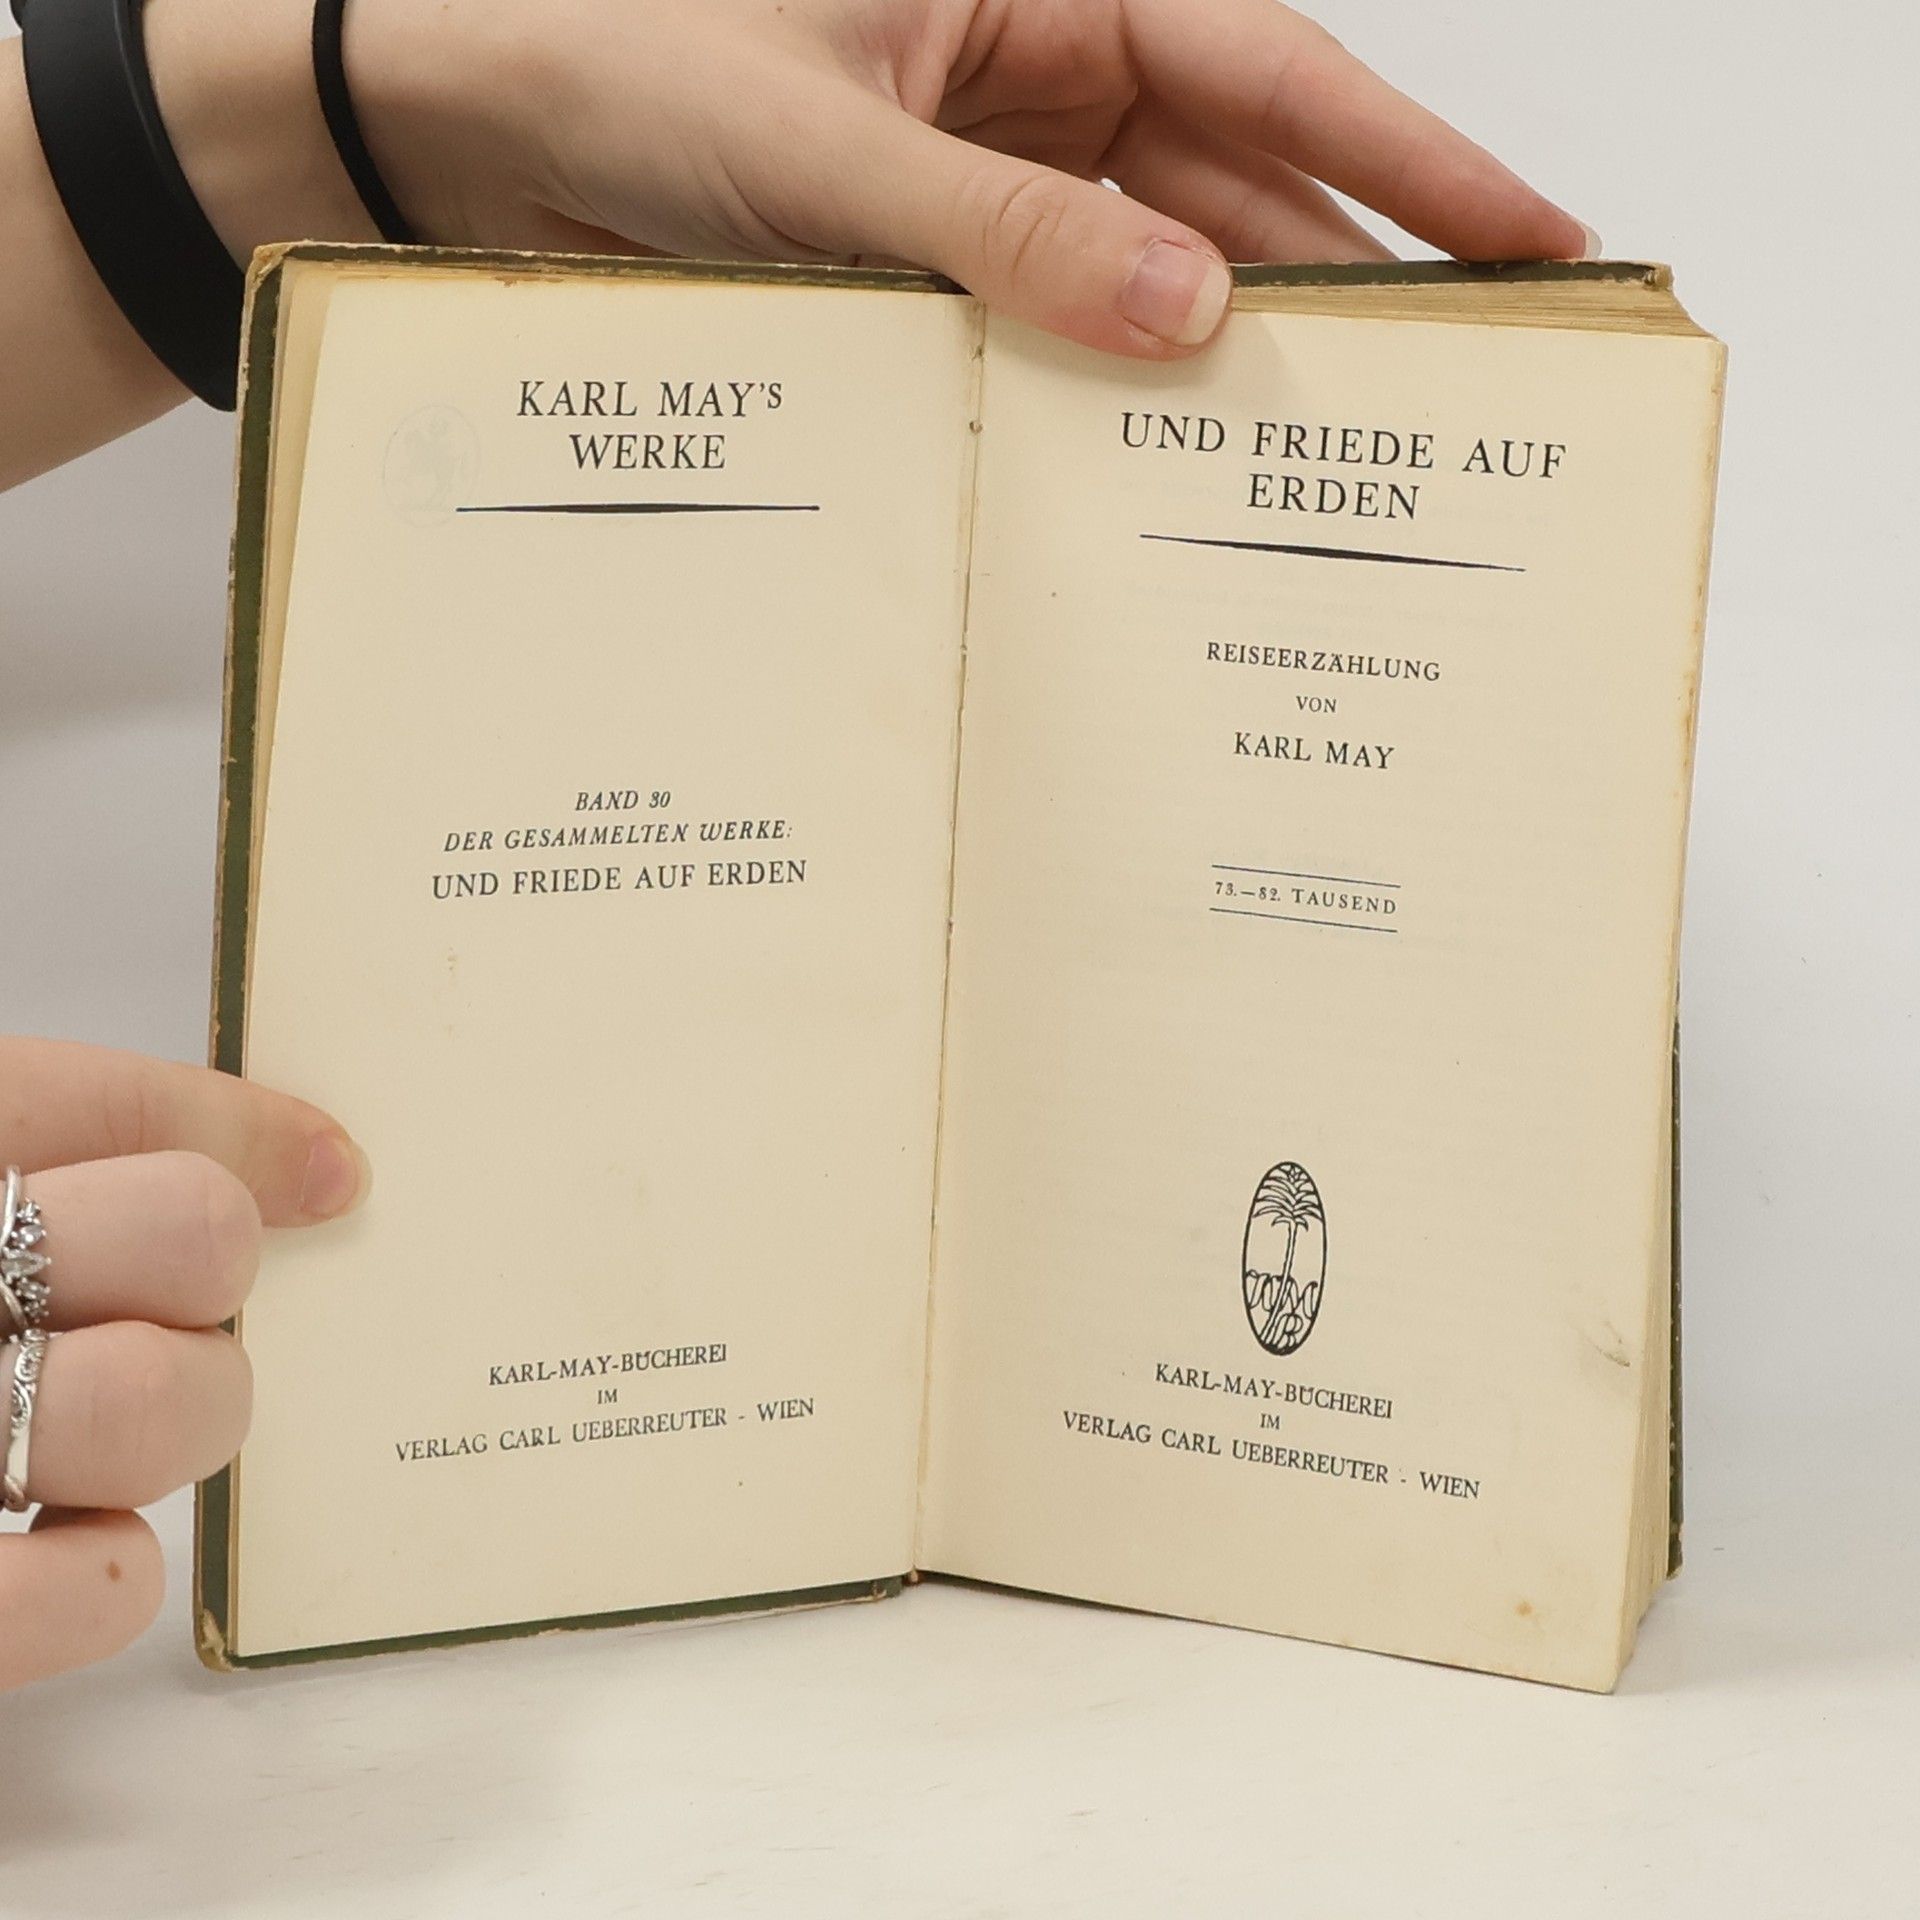 KARL MAY'S
WERKE
BAND 30
DER GESAMMELTEN WERKE:
UND FRIEDE AUF ERDEN
KARL-MAY-BÜCHEREI
IM
VERLAG CARL UEBERREUTER - WIEN
UND FRIEDE AUF
ERDEN
REISEERZÄHLUNG
VON
KARL MAY
73.—82. TAUSEND
KARL-MAY-BÜCHEREI
IM
VERLAG CARL UEBERREUTER - WIEN